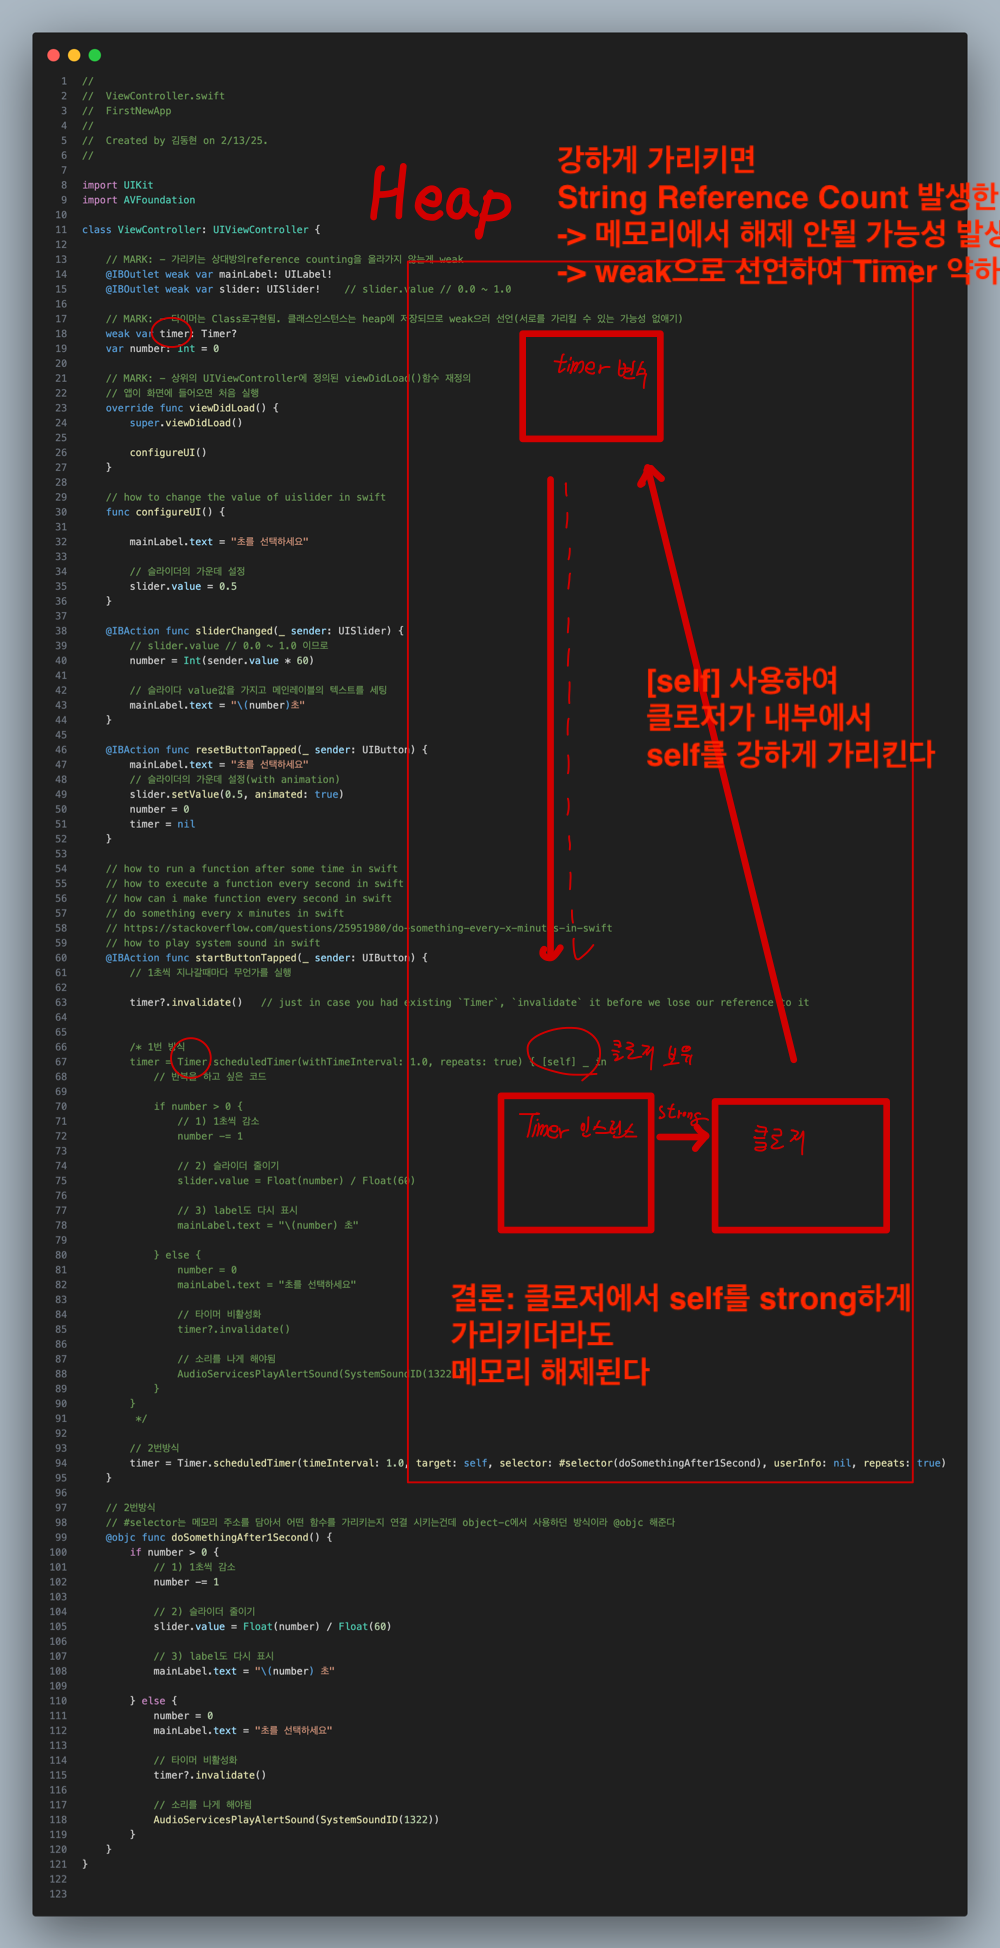 1 //
2 //  ViewController.swift
3 //  FirstNewApp
4 //
5 //  Created by 김동현 on 2/13/25.
6 //
7
8 import UIKit
9 import AVFoundation
10
11 class ViewController: UIViewController {
12
13 // MARK: - 가리키는 상대방의reference counting을 올라가지 않는게 weak
14 @IBOutlet weak var mainLabel: UILabel!
15 @IBOutlet weak var slider: UISlider!    // slider.value // 0.0 ~ 1.0
16
17 // MARK: - 타이머는 Class로구현됨. 클래스인스턴스는 heap에 저장되므로 weak으러 선언(서로를 가리킬 수 있는 가능성 없애기)
18 weak var timer: Timer?
19 var number: Int = 0
20
21 // MARK: - 상위의 UIViewController에 정의된 viewDidLoad()함수 재정의
22 // 앱이 화면에 들어오면 처음 실행
23 override func viewDidLoad() {
24 super.viewDidLoad()
25
26 configureUI()
27 }
28
29 // how to change the value of uislider in swift
30 func configureUI() {
31
32 mainLabel.text = "초를 선택하세요"
33
34 // 슬라이더의 가운데 설정
35 slider.value = 0.5
36 }
37
38 @IBAction func sliderChanged(_ sender: UISlider) {
39 // slider.value // 0.0 ~ 1.0 이므로
40 number = Int(sender.value * 60)
41
42 // 슬라이다 value값을 가지고 메인레이블의 텍스트를 세팅
43 mainLabel.text = "\(number)초"
44 }
45
46 @IBAction func resetButtonTapped(_ sender: UIButton) {
47 mainLabel.text = "초를 선택하세요"
48 // 슬라이더의 가운데 설정(with animation)
49 slider.setValue(0.5, animated: true)
50 number = 0
51 timer = nil
52 }
53
54 // how to run a function after some time in swift
55 // how to execute a function every second in swift
56 // how can i make function every second in swift
57 // do something every x minutes in swift
58 // https://stackoverflow.com/questions/25951980/do-something-every-x-minutes-in-swift
59 // how to play system sound in swift
60 @IBAction func startButtonTapped(_ sender: UIButton) {
61 // 1초씩 지나갈때마다 무언가를 실행
62
63 timer?.invalidate()   // just in case you had existing `Timer`, `invalidate` it before we lose our reference to it
64
65
66 /* 1번 방식
67 timer = Timer.scheduledTimer(withTimeInterval: 1.0, repeats: true) { [self] _ in
68 // 반복을 하고 싶은 코드
69
70 if number > 0 {
71 // 1) 1초씩 감소
72 number -= 1
73
74 // 2) 슬라이더 줄이기
75 slider.value = Float(number) / Float(60)
76
77 // 3) label도 다시 표시
78 mainLabel.text = "\(number) 초"
79
80 } else {
81 number = 0
82 mainLabel.text = "초를 선택하세요"
83
84 // 타이머 비활성화
85 timer?.invalidate()
86
87 // 소리를 나게 해야됨
88 AudioServicesPlayAlertSound(SystemSoundID(1322
89 }
90 }
91 */
92
93 // 2번방식
94 timer = Timer.scheduledTimer(timeInterval: 1.0, target: self, selector: #selector(doSomethingAfter1Second), userInfo: nil, repeats: true)
95 }
96
97 // 2번방식
98 // #selector는 메모리 주소를 담아서 어떤 함수를 가리키는지 연결 시키는건데 object-c에서 사용하던 방식이라 @objc 해준다
99 @objc func doSomethingAfter1Second() {
100 if number > 0 {
101 // 1) 1초씩 감소
102 number -= 1
103
104 // 2) 슬라이더 줄이기
105 slider.value = Float(number) / Float(60)
106
107 // 3) label도 다시 표시
108 mainLabel.text = "\(number) 초"
109
110 } else {
111 number = 0
112 mainLabel.text = "초를 선택하세요"
113
114 // 타이머 비활성화
115 timer?.invalidate()
116
117 // 소리를 나게 해야됨
118 AudioServicesPlayAlertSound(SystemSoundID(1322))
119 }
120 }
121 }
122
123
Heap
강하게 가리키면
String Reference Count 발생한
-> 메모리에서 해제 안될 가능성 발생
-> weak으로 선언하여 Timer 약하
timer 변수
[self] 사용하여
클로저가 내부에서
self를 강하게 가리킨다
클로저 보유
Timer 인스턴스
strong
클로저
결론: 클로저에서 self를 strong하게
가리키더라도
메모리 해제된다